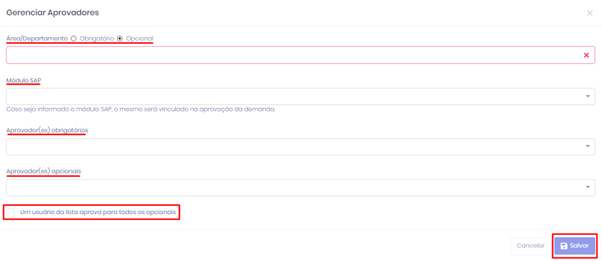 Gerenciar Aprovadores
Área/Departamento Obrigatório Opcional
Módulo SAP
Caso seja informado o módulo SAP, o mesmo será vinculado na aprovação da demanda.
Aprovador(es) obrigatórios
Aprovador(es) opcionais
Um usuário da lista aprova para todos os opcionais
Cancelar Salvar